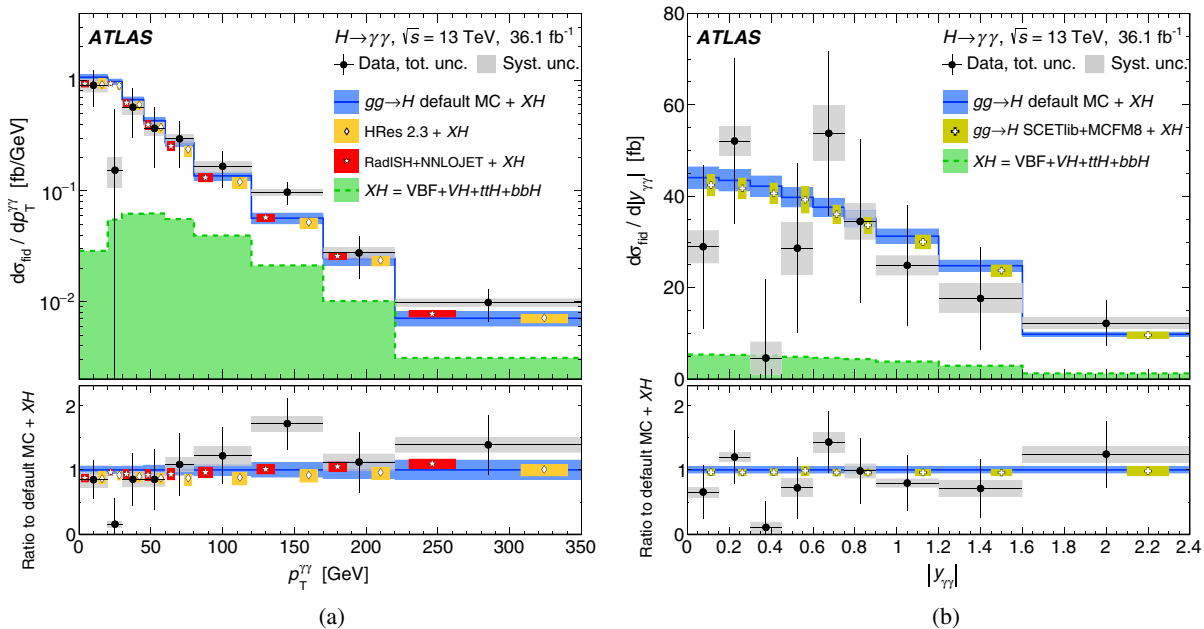 ATLAS
H→γγ, √s = 13 TeV, 36.1 fb⁻¹
Data, tot. unc. Syst. unc.
gg→H default MC + XH
HRes 2.3 + XH
RadISH+NNLOJET + XH
XH = VBF+VH+ttH+bbH
dσ_fid / dp_T^γγ [fb/GeV]
1
10⁻¹
10⁻²
Ratio to default MC + XH
2
1
0
0 50 100 150 200 250 300 350
p_T^γγ [GeV]
(a)
ATLAS
H→γγ, √s = 13 TeV, 36.1 fb⁻¹
Data, tot. unc. Syst. unc.
gg→H default MC + XH
gg→H SCETlib+MCFM8 + XH
XH = VBF+VH+ttH+bbH
dσ_fid / d|y_γγ| [fb]
80
60
40
20
0
Ratio to default MC + XH
2
1
0
0 0.2 0.4 0.6 0.8 1 1.2 1.4 1.6 1.8 2 2.2 2.4
|y_γγ|
(b)